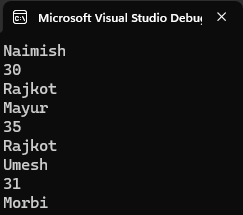 Microsoft Visual Studio Debug
Naimish
30
Rajkot
Mayur
35
Rajkot
Umesh
31
Morbi